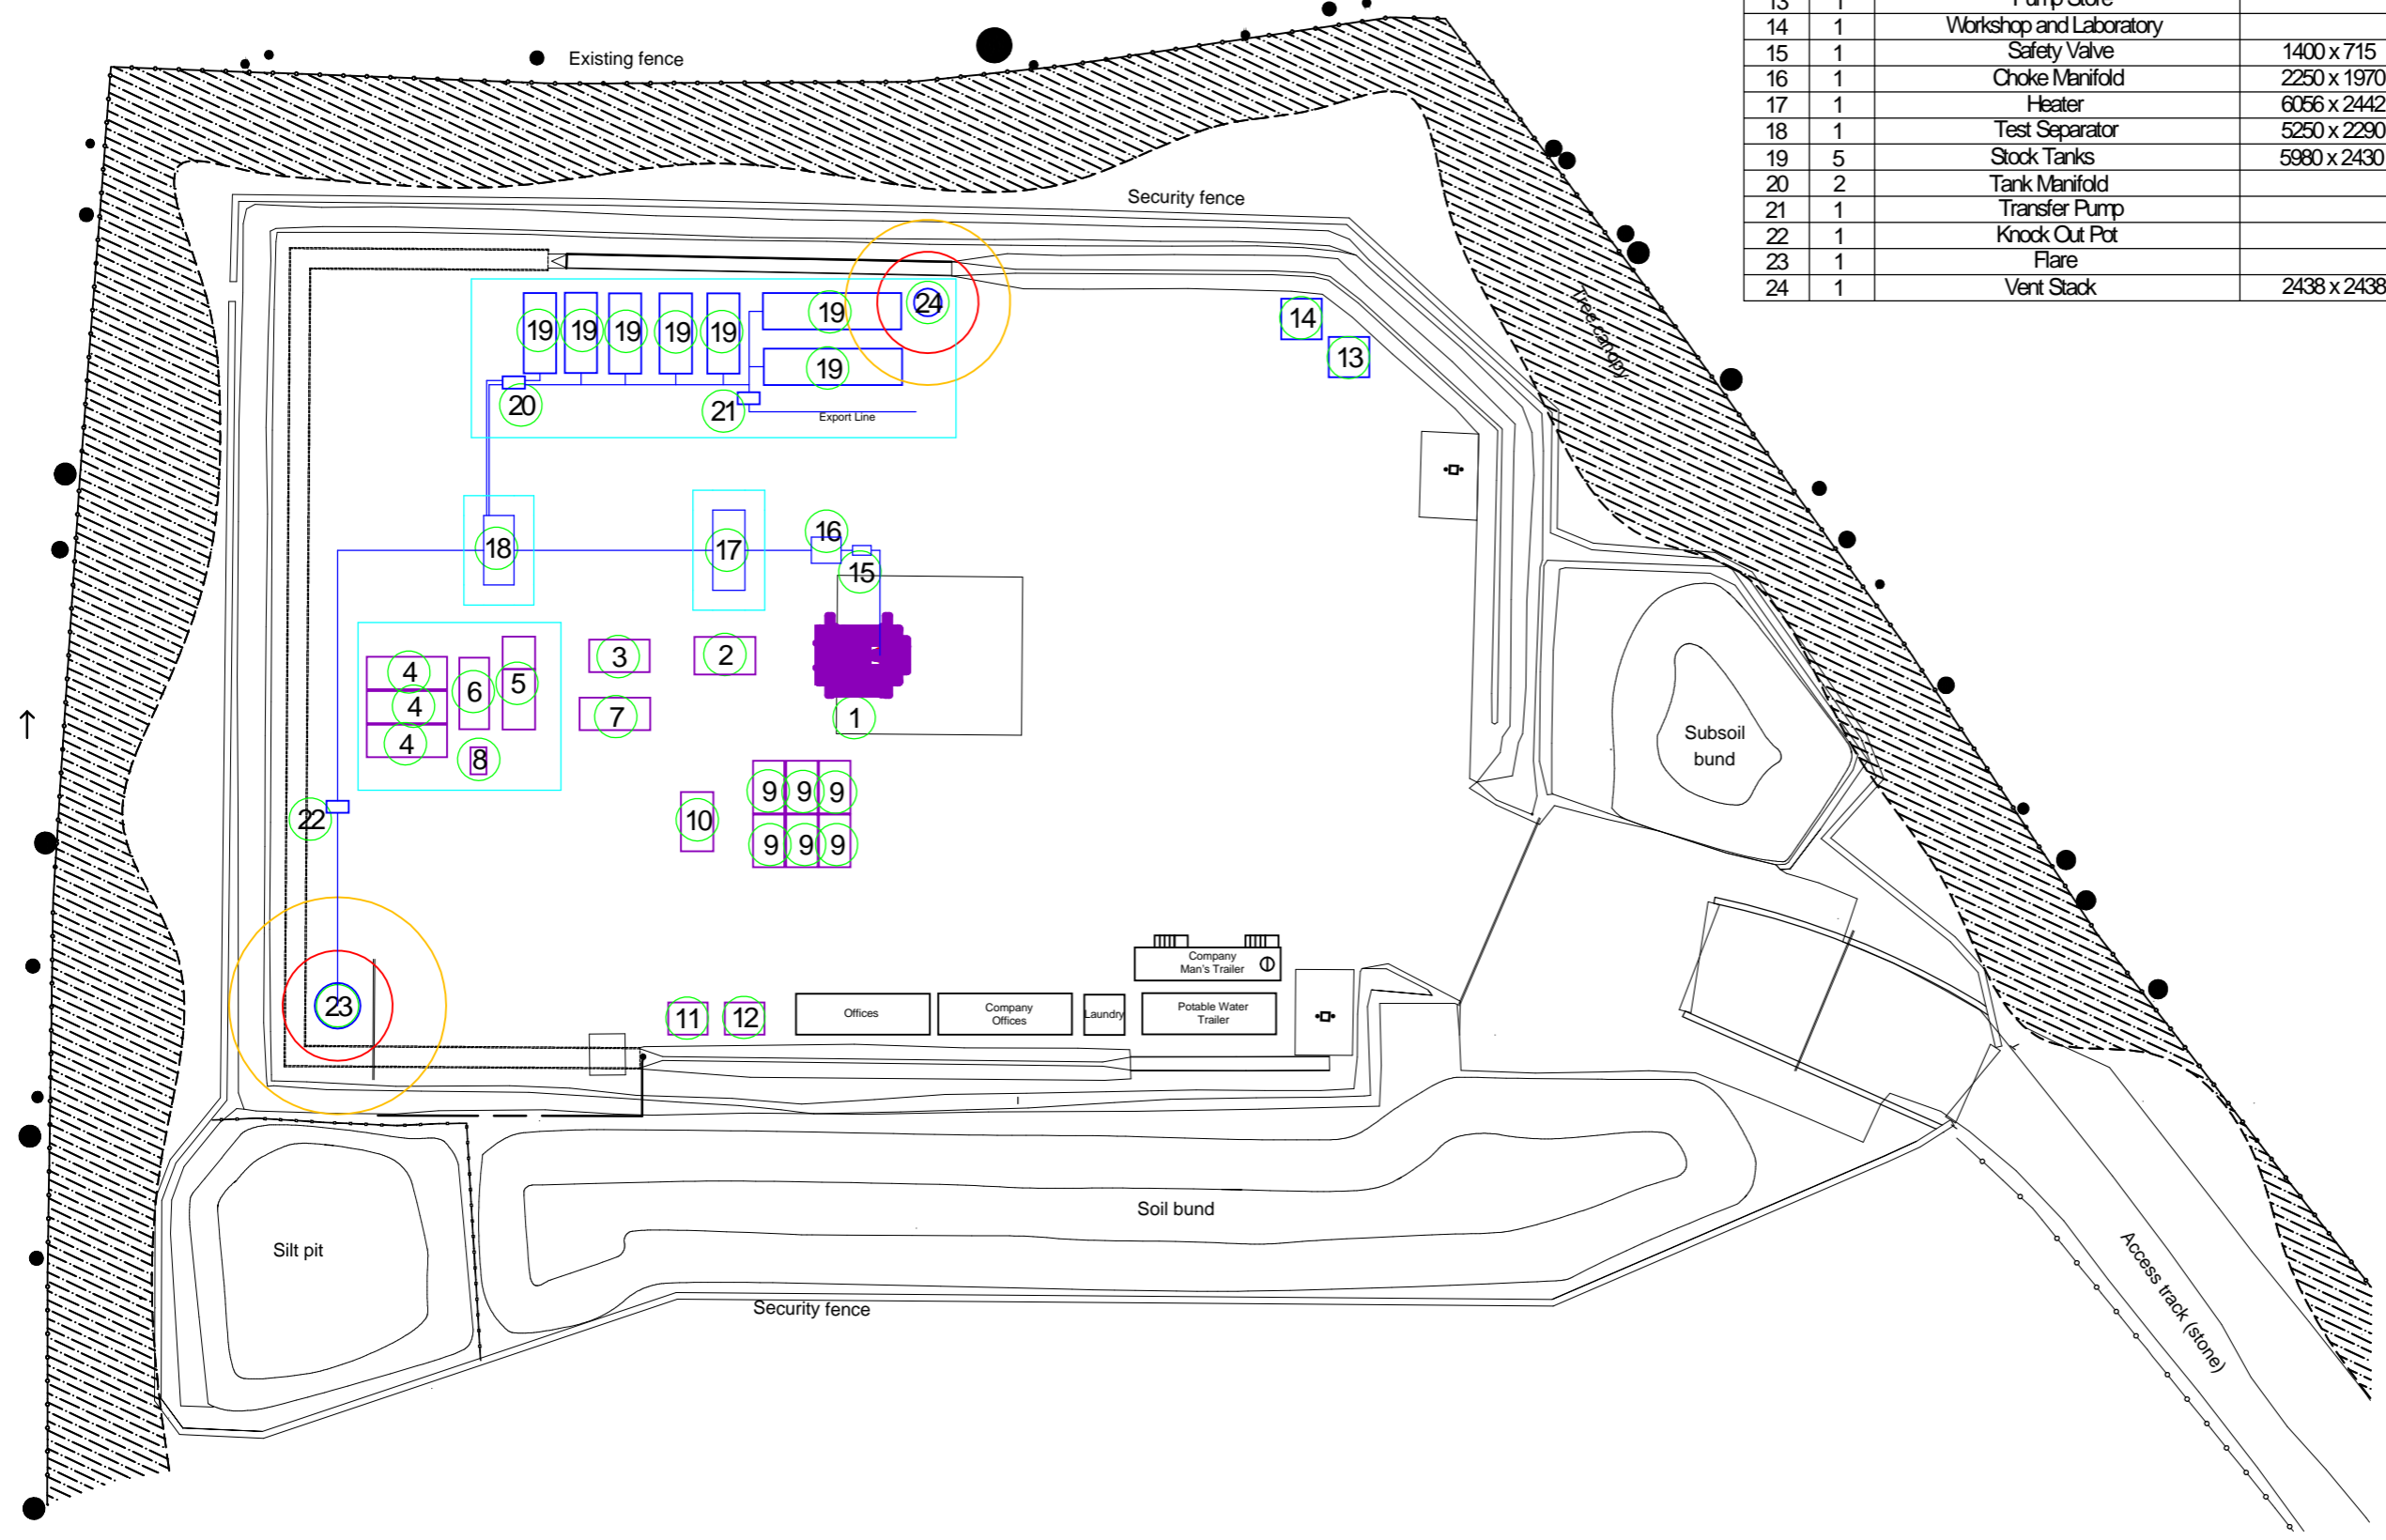 13 1 Pump Store
14 1 Workshop and Laboratory
15 1 Safety Valve 1400 x 715
16 1 Choke Manifold 2250 x 1970
17 1 Heater 6056 x 2442
18 1 Test Separator 5250 x 2290
19 5 Stock Tanks 5980 x 2430
20 2 Tank Manifold
21 1 Transfer Pump
22 1 Knock Out Pot
23 1 Flare
24 1 Vent Stack 2438 x 2438
Existing fence
Security fence
Tree canopy
19 19 19 19 19 19 24
19
14
13
20
21
Export Line
18
17
16
15
3
2
4
6
5
4
7
1
4
8
Subsoil
bund
22
10
9 9 9
9 9 9
23
11
12
Offices
Company
Offices
Laundry
Company
Man's Trailer
Potable Water
Trailer
Silt pit
Soil bund
Security fence
Access track (stone)